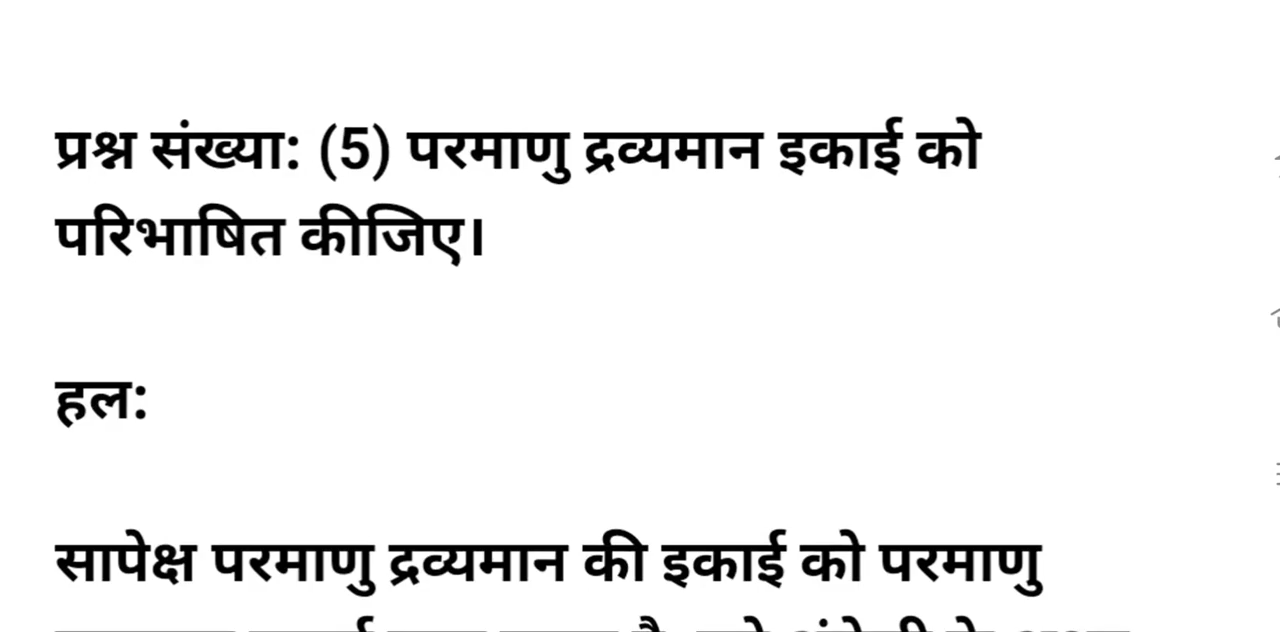 प्रश्न संख्या: (5) परमाणु द्रव्यमान इकाई को
परिभाषित कीजिए।
हल:
सापेक्ष परमाणु द्रव्यमान की इकाई को परमाणु